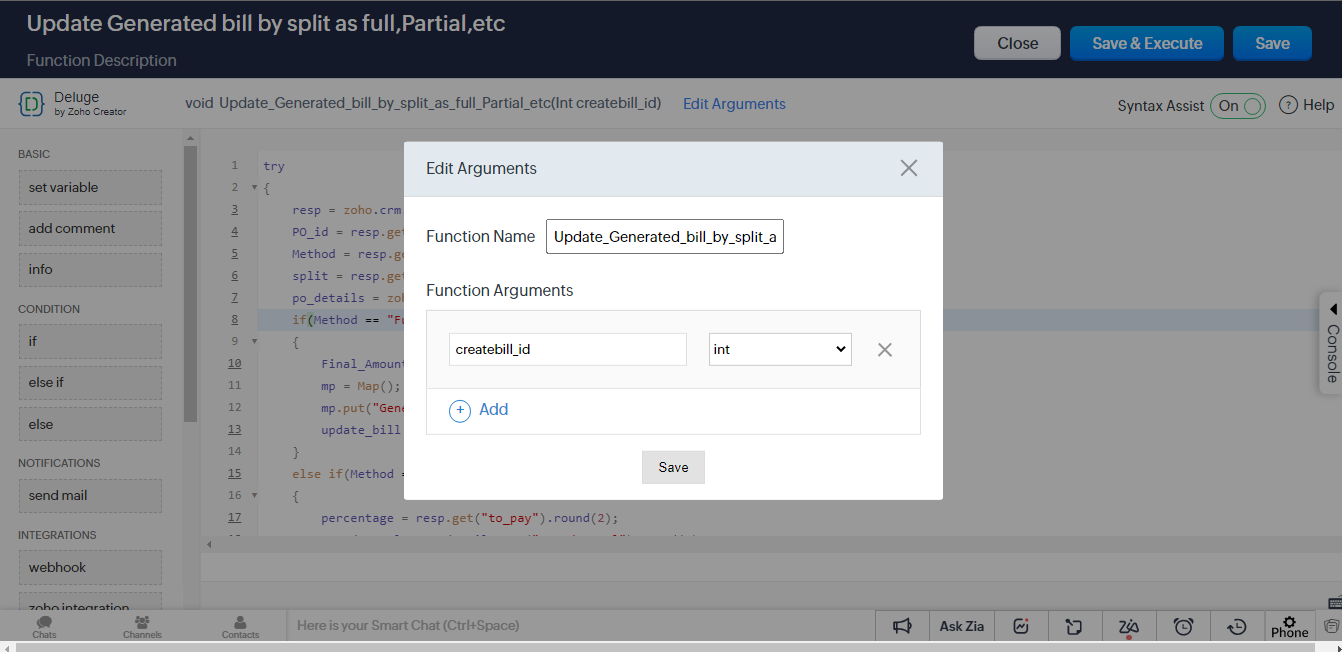 Update Generated bill by split as full,Partial,etc
Function Description
Close
Save & Execute
Save
Deluge
by Zoho Creator
void Update_Generated_bill_by_split_as_full_Partial_etc(Int createbill_id)
Edit Arguments
Syntax Assist
On
? Help
BASIC
set variable
add comment
info
CONDITION
if
else if
else
NOTIFICATIONS
send mail
INTEGRATIONS
webhook
zoho integration
1 try
2 {
3 resp = zoho.crm
4 PO_id = resp.get
5 Method = resp.ge
6 split = resp.get
7 po_details = zoh
8 if(Method == "Fu
9 {
10 Final_Amount
11 mp = Map();
12 mp.put("Gene
13 update_bill
14 }
15 else if(Method =
16 {
17 percentage = resp.get("to_pay").round(2);
Edit Arguments
Function Name
Update_Generated_bill_by_split_a
Function Arguments
createbill_id
int
+ Add
Save
Console
Chats
Channels
Contacts
Here is your Smart Chat (Ctrl+Space)
Ask Zia
Phone